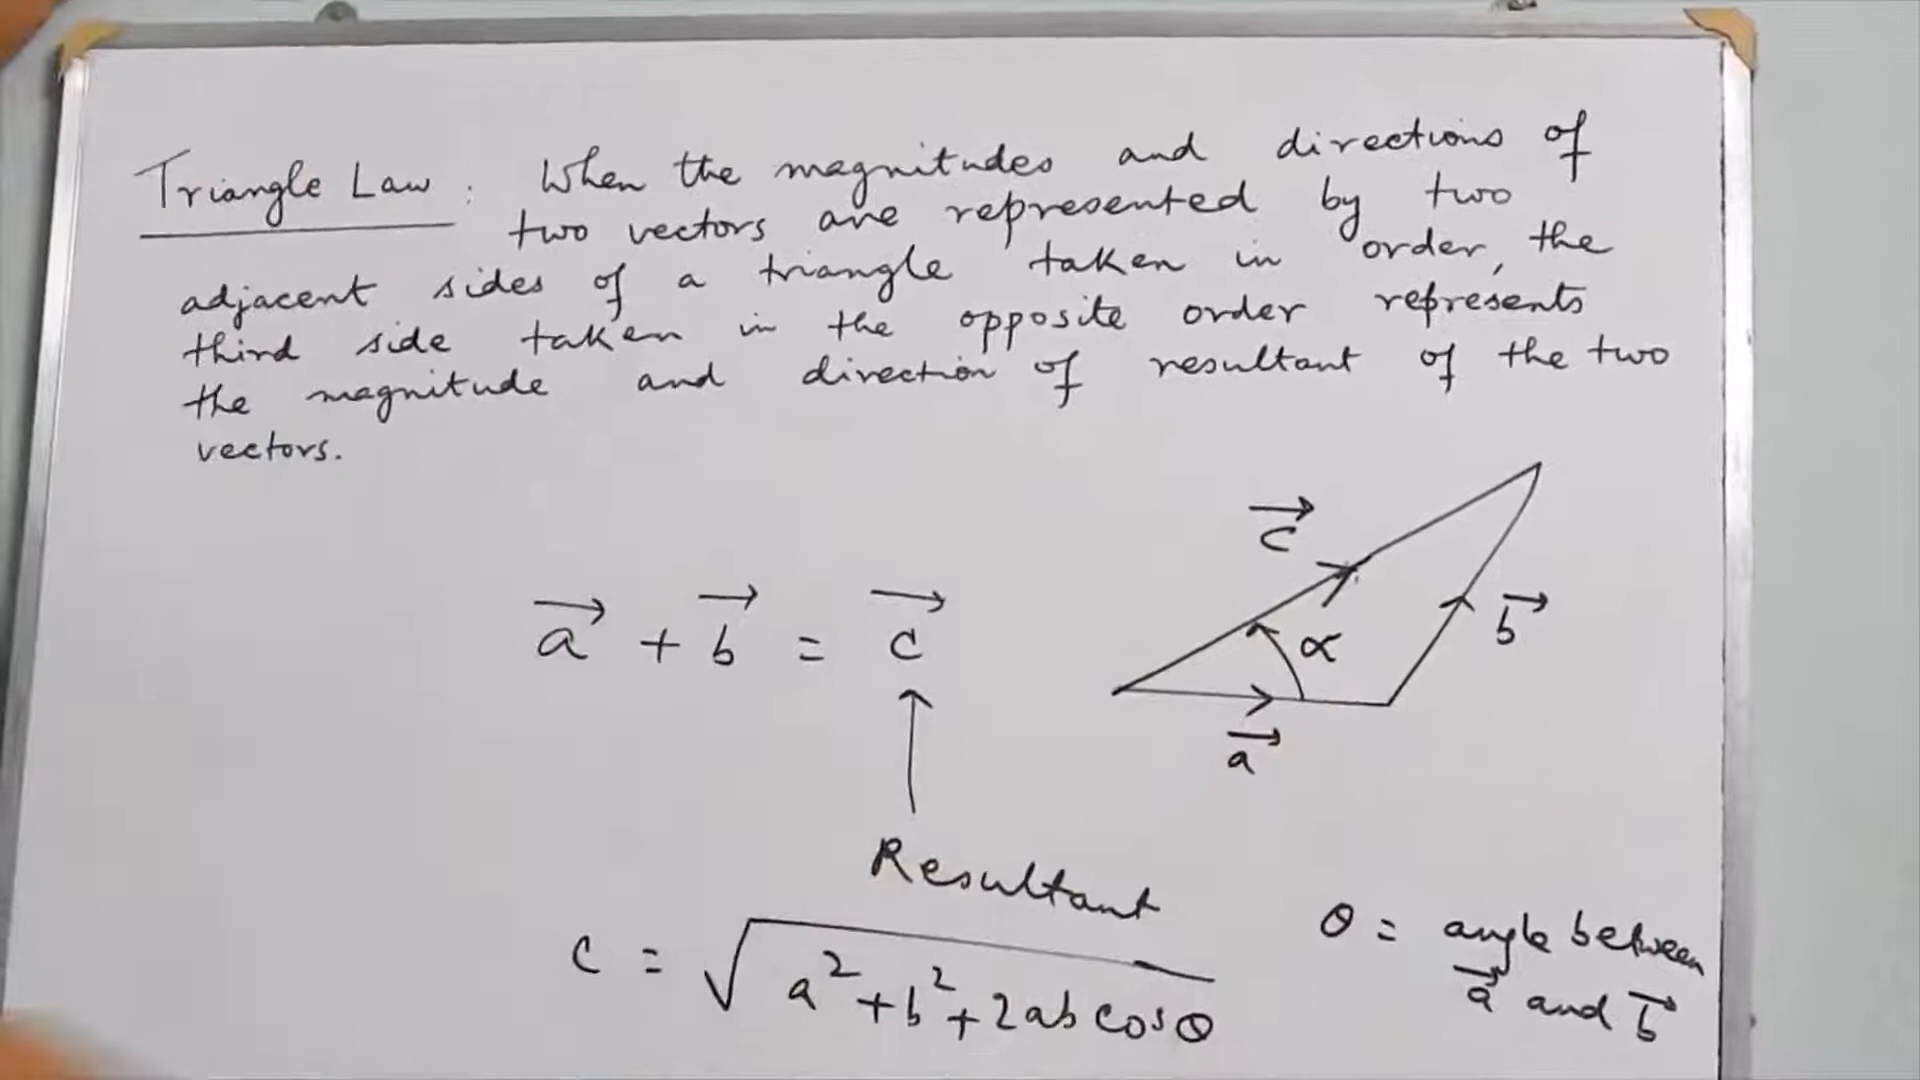 Triangle Law : When the magnitudes and directions of
two vectors are represented by two
adjacent sides of a triangle taken in order, the
third side taken in the opposite order represents
the magnitude and direction of resultant of the two
vectors.
c⃗
a⃗ + b⃗ = c⃗
b⃗
α
a⃗
Resultant
c = √(a² + b² + 2ab cos θ)
θ = angle between
a⃗ and b⃗